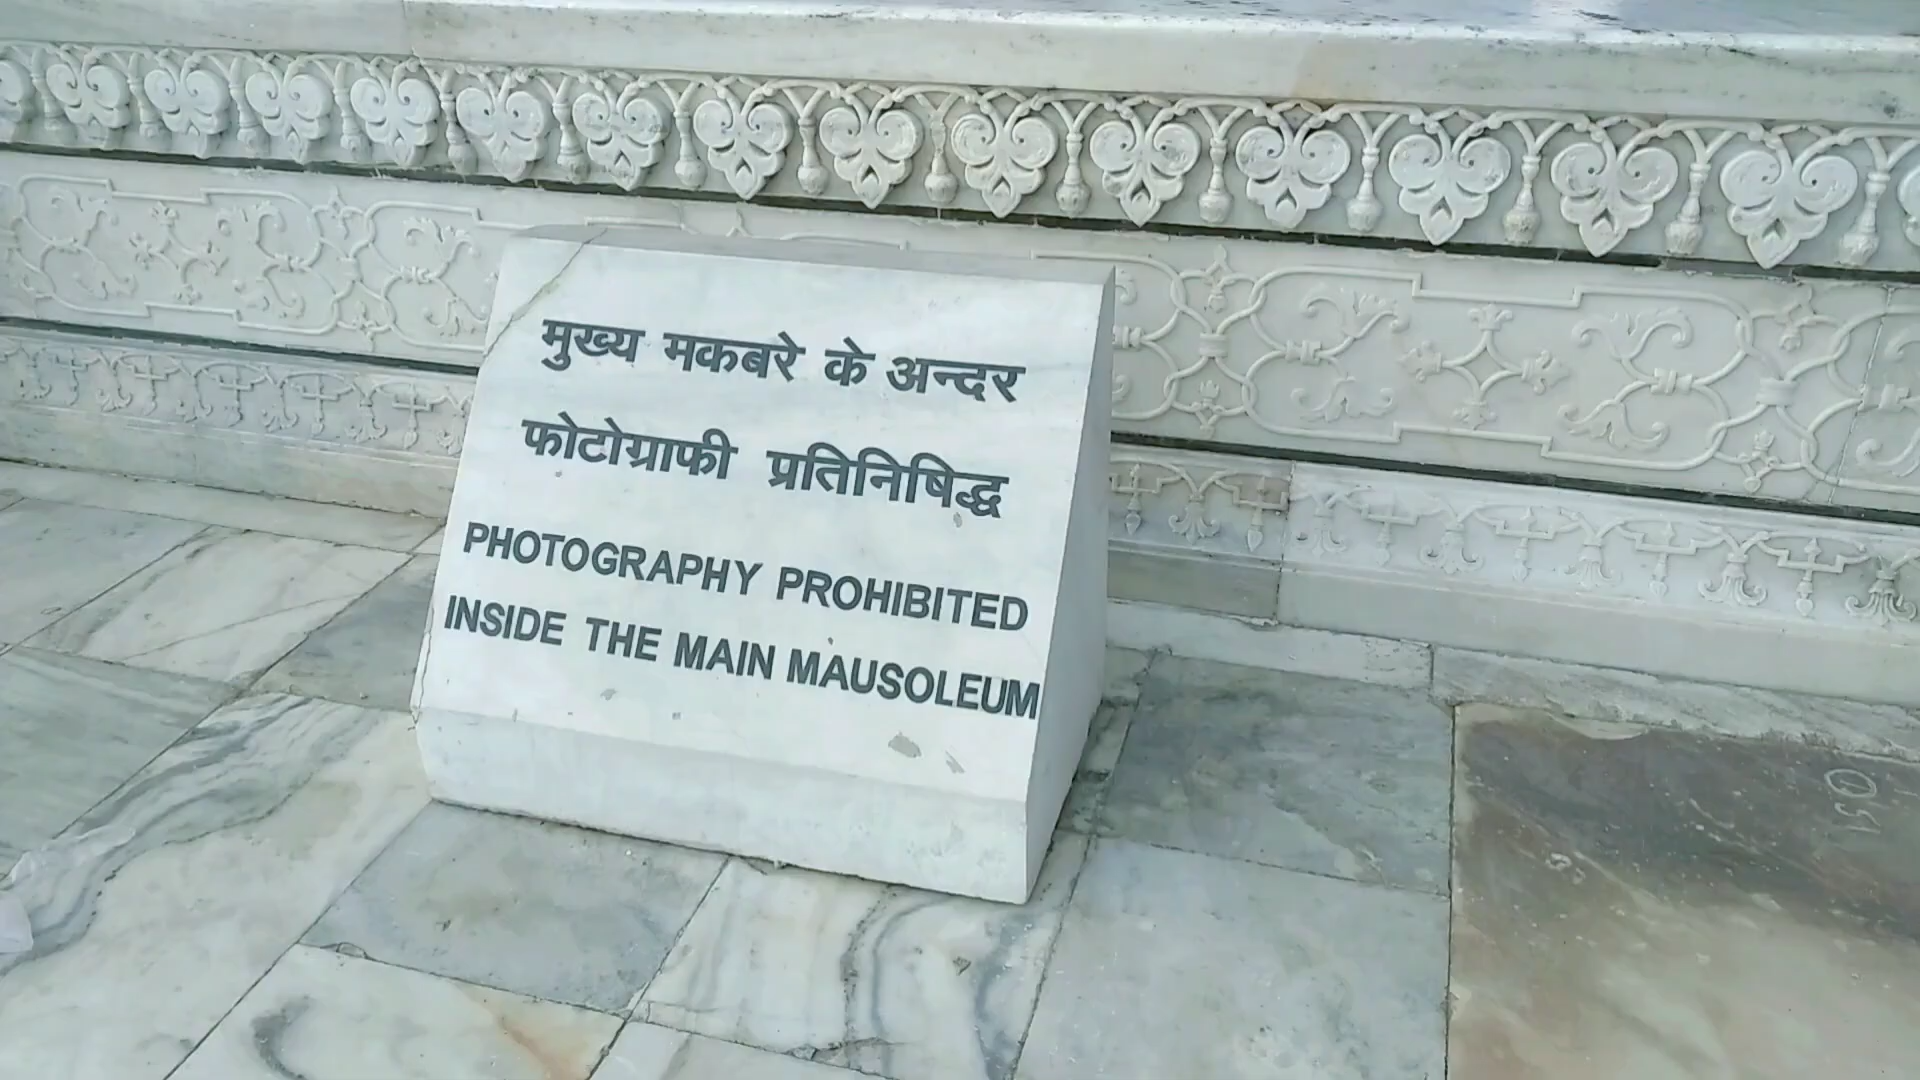 मुख्य मकबरे के अन्दर
फोटोग्राफी प्रतिनिषिद्ध
PHOTOGRAPHY PROHIBITED
INSIDE THE MAIN MAUSOLEUM